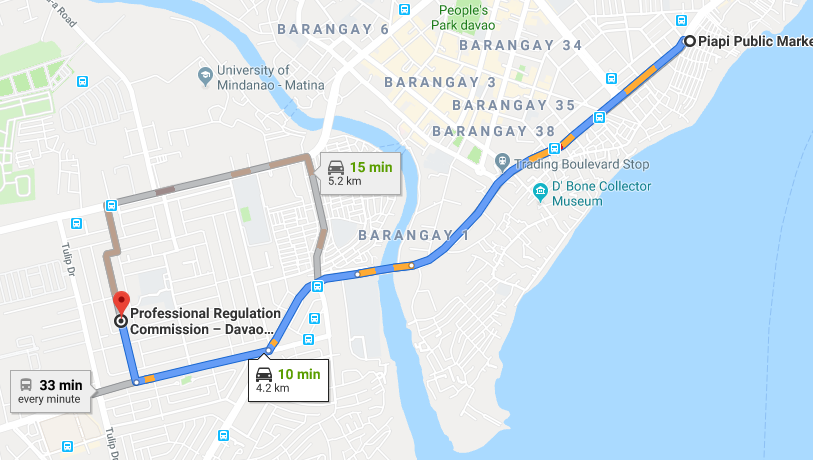 People's
Park davao
BARANGAY 6
BARANGAY 34
Piapi Public Marke
University of
Mindanao - Matina
BARANGAY 3
BARANGAY 35
BARANGAY 38
Trading Boulevard Stop
15 min
5.2 km
D' Bone Collector
Museum
BARANGAY 1
Tulip Dr
Professional Regulation
Commission – Davao...
10 min
4.2 km
33 min
every minute
Tulip Dr